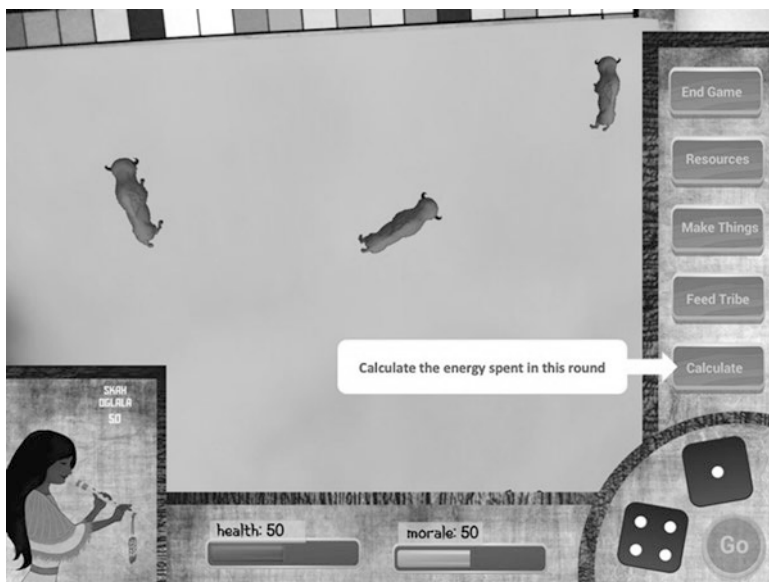 End Game
Resources
Make Things
Feed Tribe
Calculate the energy spent in this round
Calculate
SKAH
OGLALA
50
health: 50
morale: 50
Go